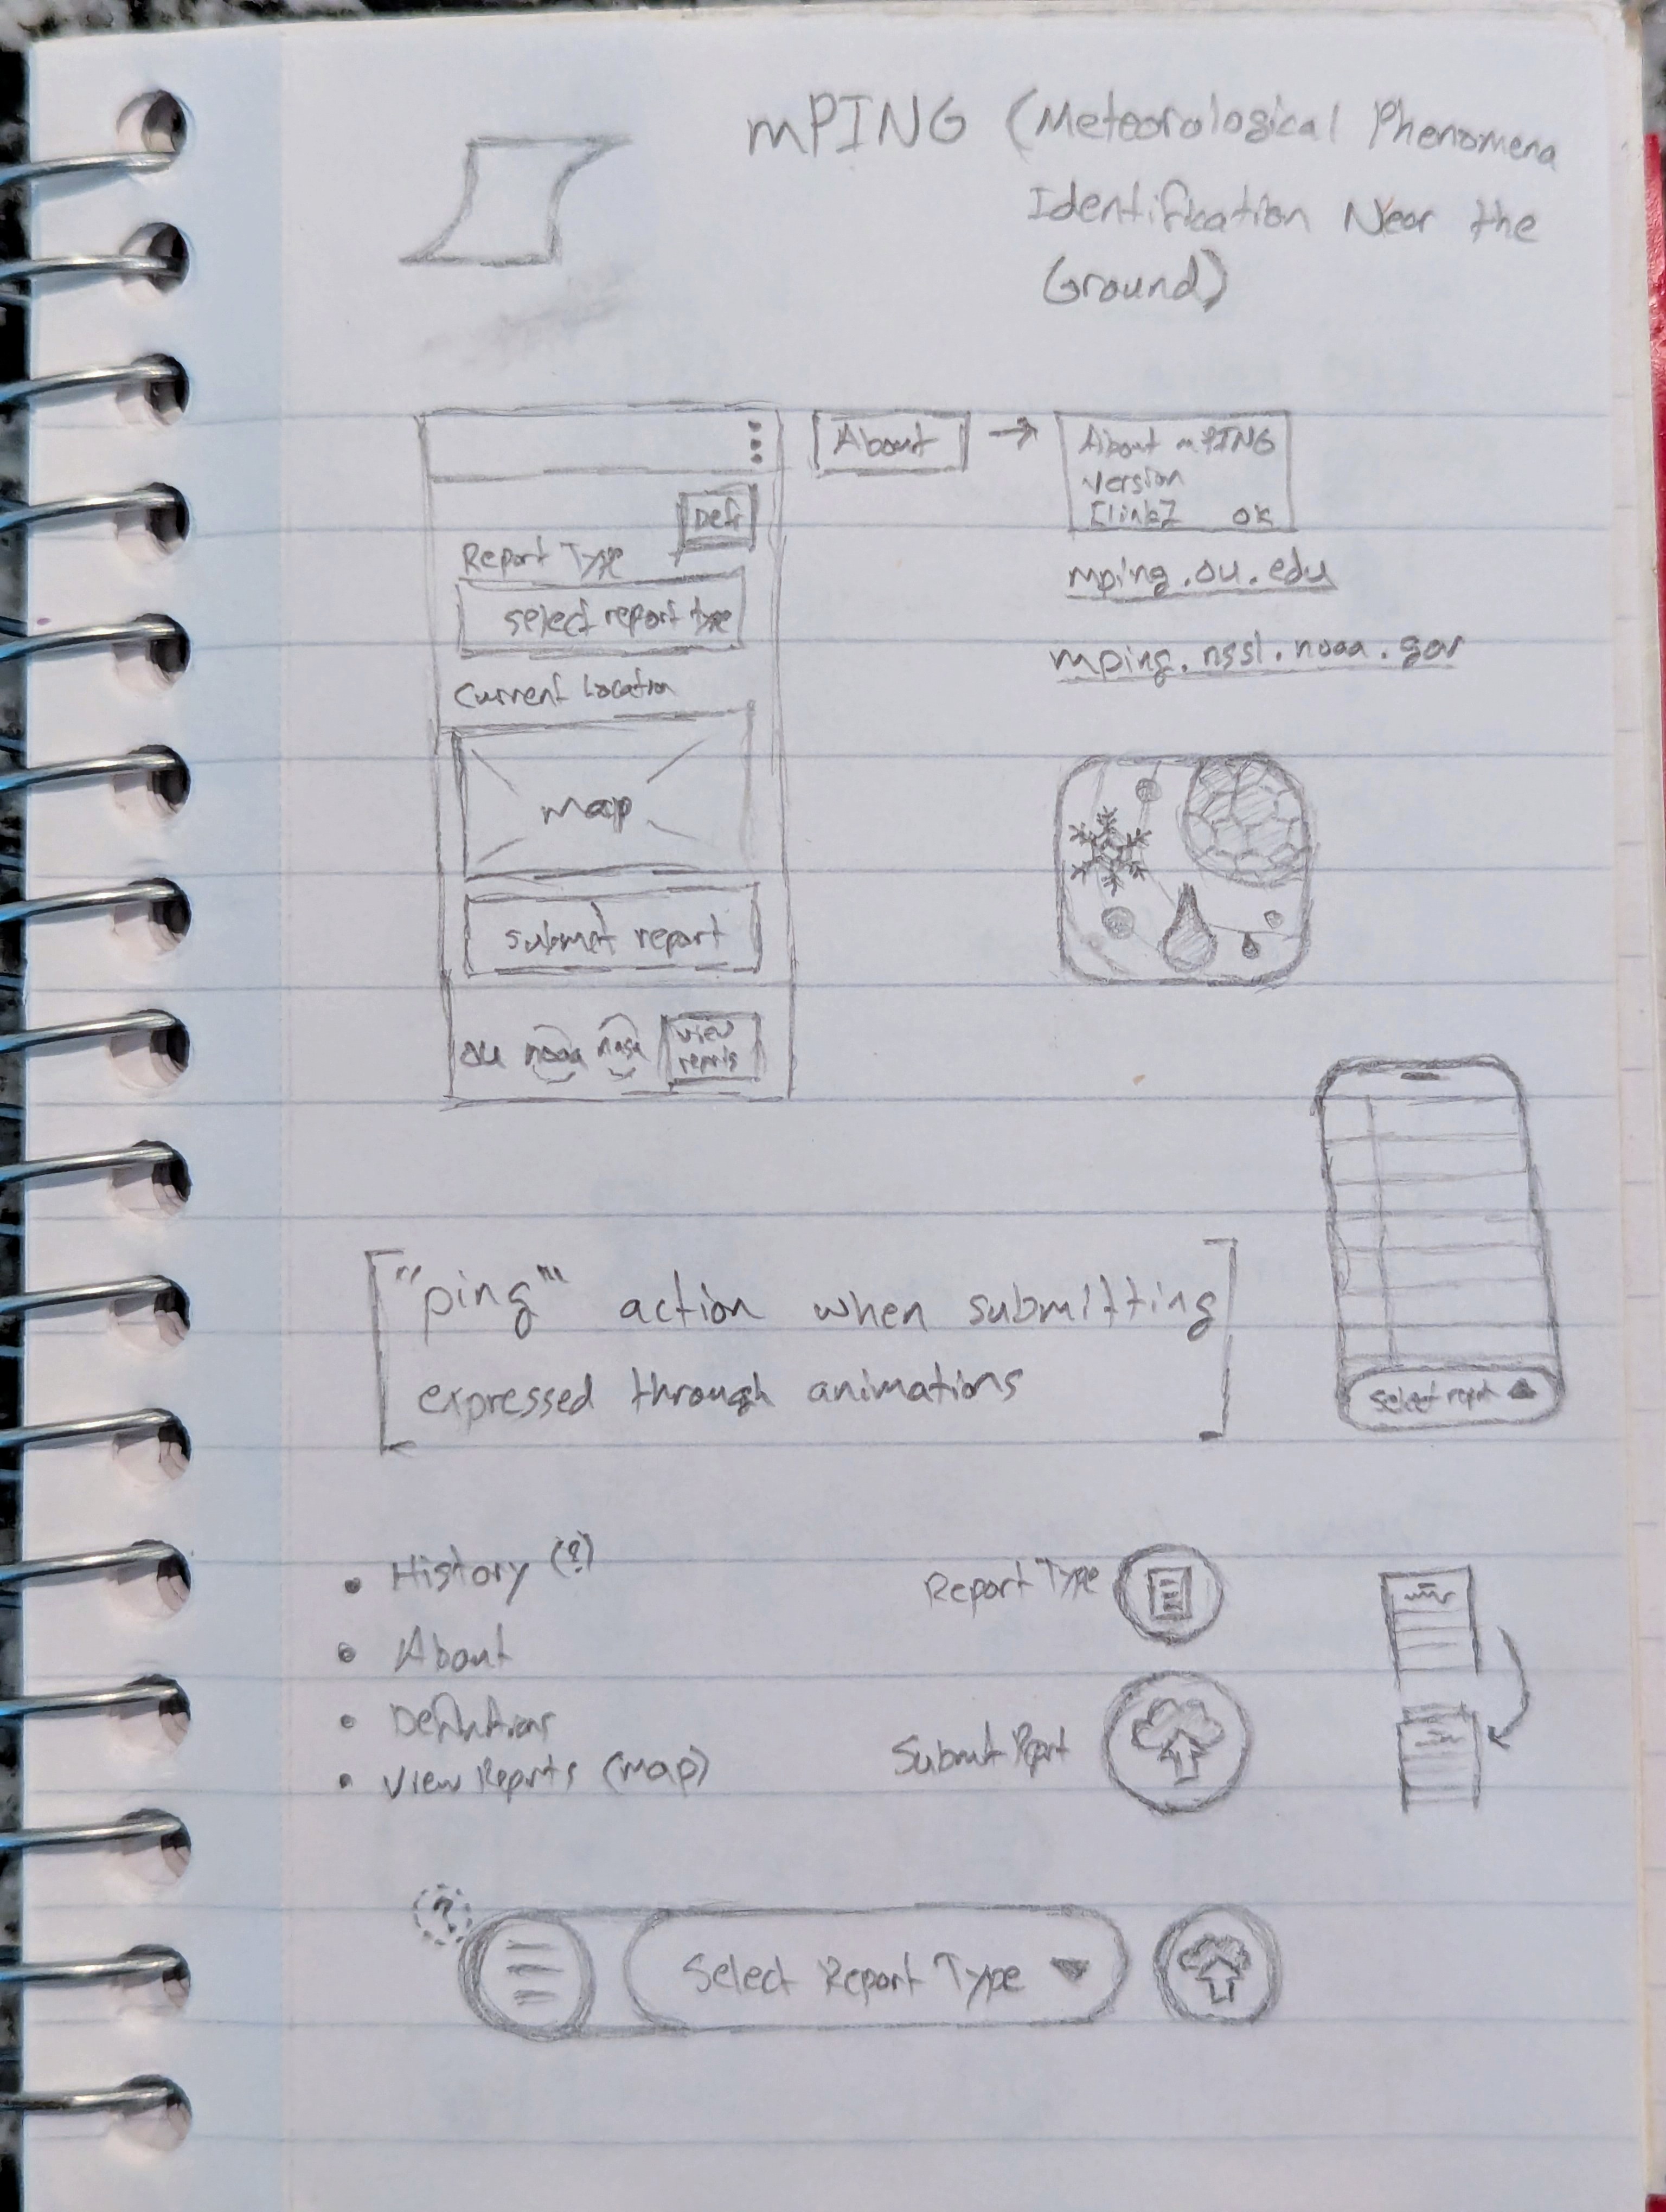 mPING (Meteorological Phenomena
Identification Near the
Ground)
About
About mPING
version
[link]
OK
mping.ou.edu
mping.nssl.noaa.gov
Def
Report Type
select report type
Current Location
map
submit report
ou noaa nasa
view
reports
Select report
"ping" action when submitting
expressed through animations
• History (?)
• About
• Definitions
• View Reports (map)
Report Type
Submit Report
?
Select Report Type